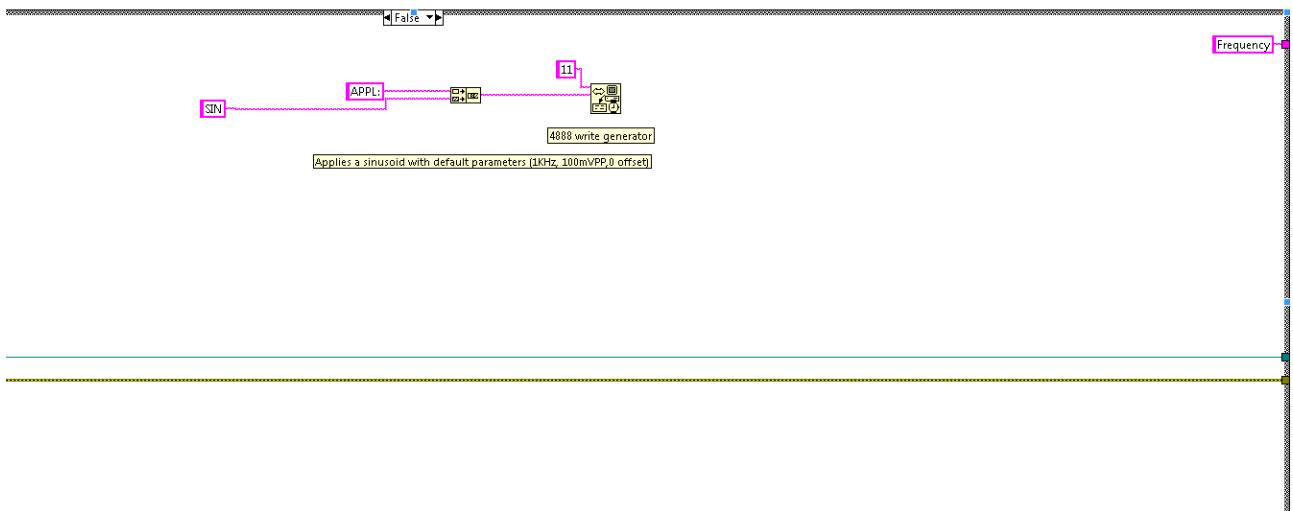 False
Frequency
11
APPL:
SIN
4888 write generator
Applies a sinusoid with default parameters (1KHz, 100mVPP,0 offset)